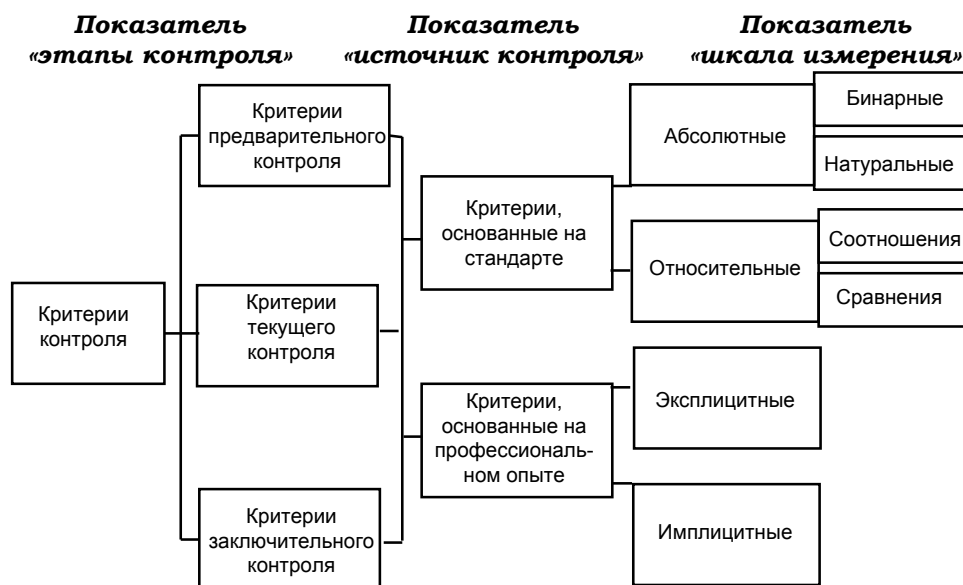 Показатель
«этапы контроля»
Показатель
«источник контроля»
Показатель
«шкала измерения»
Критерии
контроля
Критерии
предварительного
контроля
Критерии
текущего
контроля
Критерии
заключительного
контроля
Критерии,
основанные на
стандарте
Критерии,
основанные на
профессиональ-
ном опыте
Абсолютные
Бинарные
Натуральные
Относительные
Соотношения
Сравнения
Эксплицитные
Имплицитные